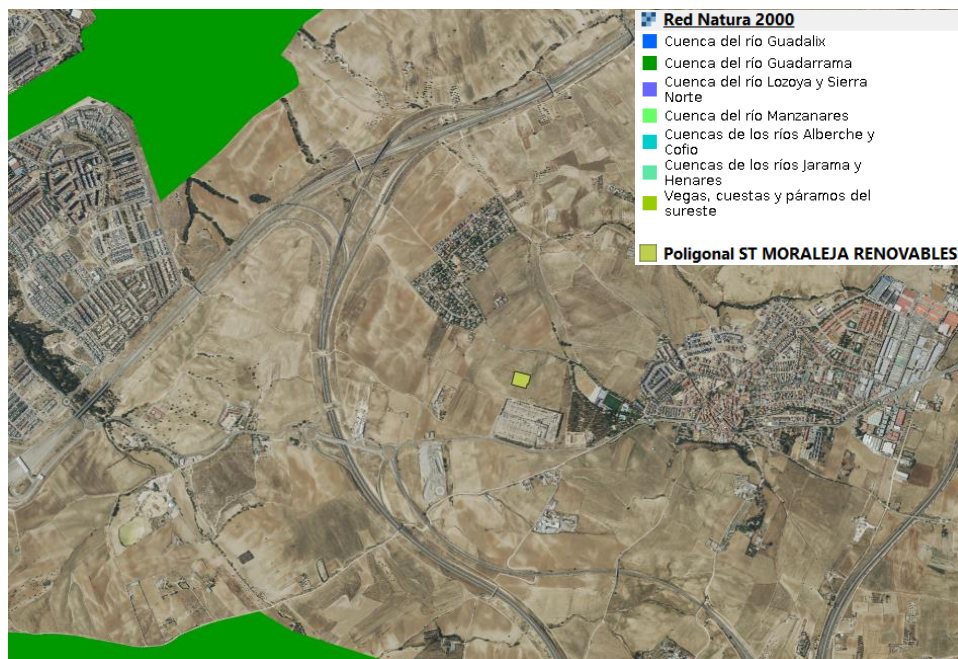 Red Natura 2000
Cuenca del río Guadalix
Cuenca del río Guadarrama
Cuenca del río Lozoya y Sierra
Norte
Cuenca del río Manzanares
Cuencas de los ríos Alberche y
Cofio
Cuencas de los ríos Jarama y
Henares
Vegas, cuestas y páramos del
sureste
Poligonal ST MORALEJA RENOVABLES